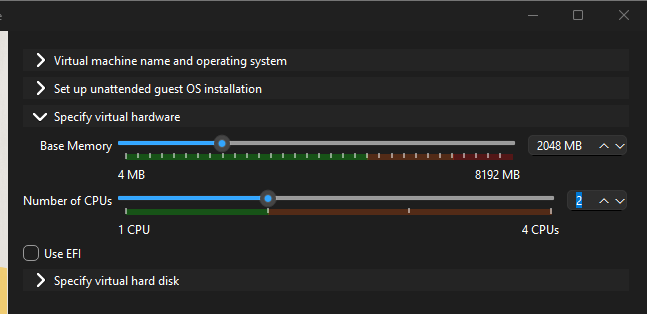 Virtual machine name and operating system
Set up unattended guest OS installation
Specify virtual hardware
Base Memory 2048 MB
4 MB 8192 MB
Number of CPUs 2
1 CPU 4 CPUs
Use EFI
Specify virtual hard disk